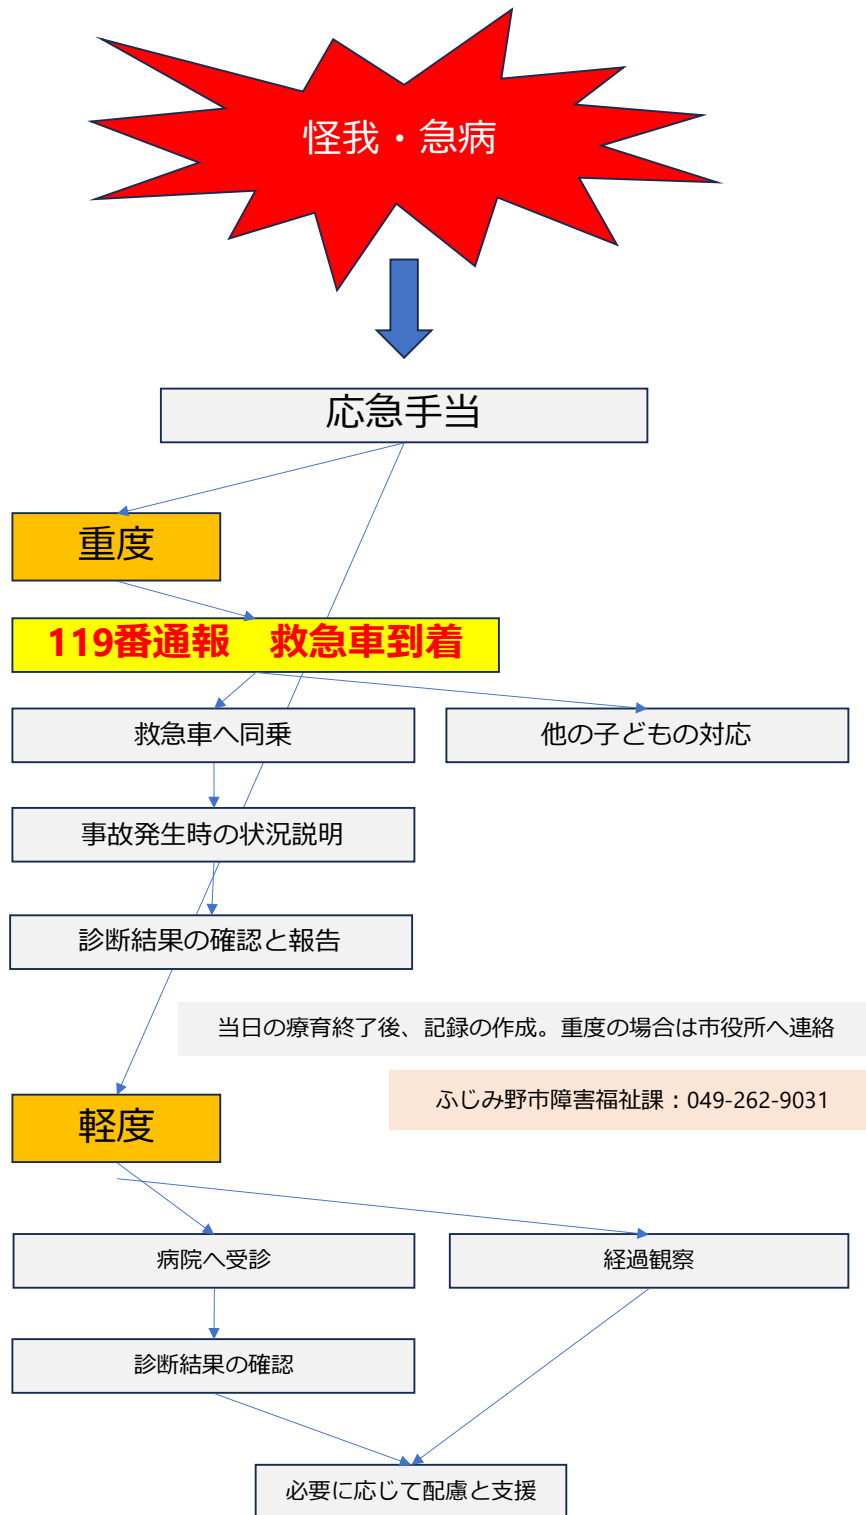 怪我・急病
応急手当
重度
119番通報　救急車到着
救急車へ同乗
他の子どもの対応
事故発生時の状況説明
診断結果の確認と報告
当日の療育終了後、記録の作成。重度の場合は市役所へ連絡
ふじみ野市障害福祉課：049-262-9031
軽度
病院へ受診
経過観察
診断結果の確認
必要に応じて配慮と支援